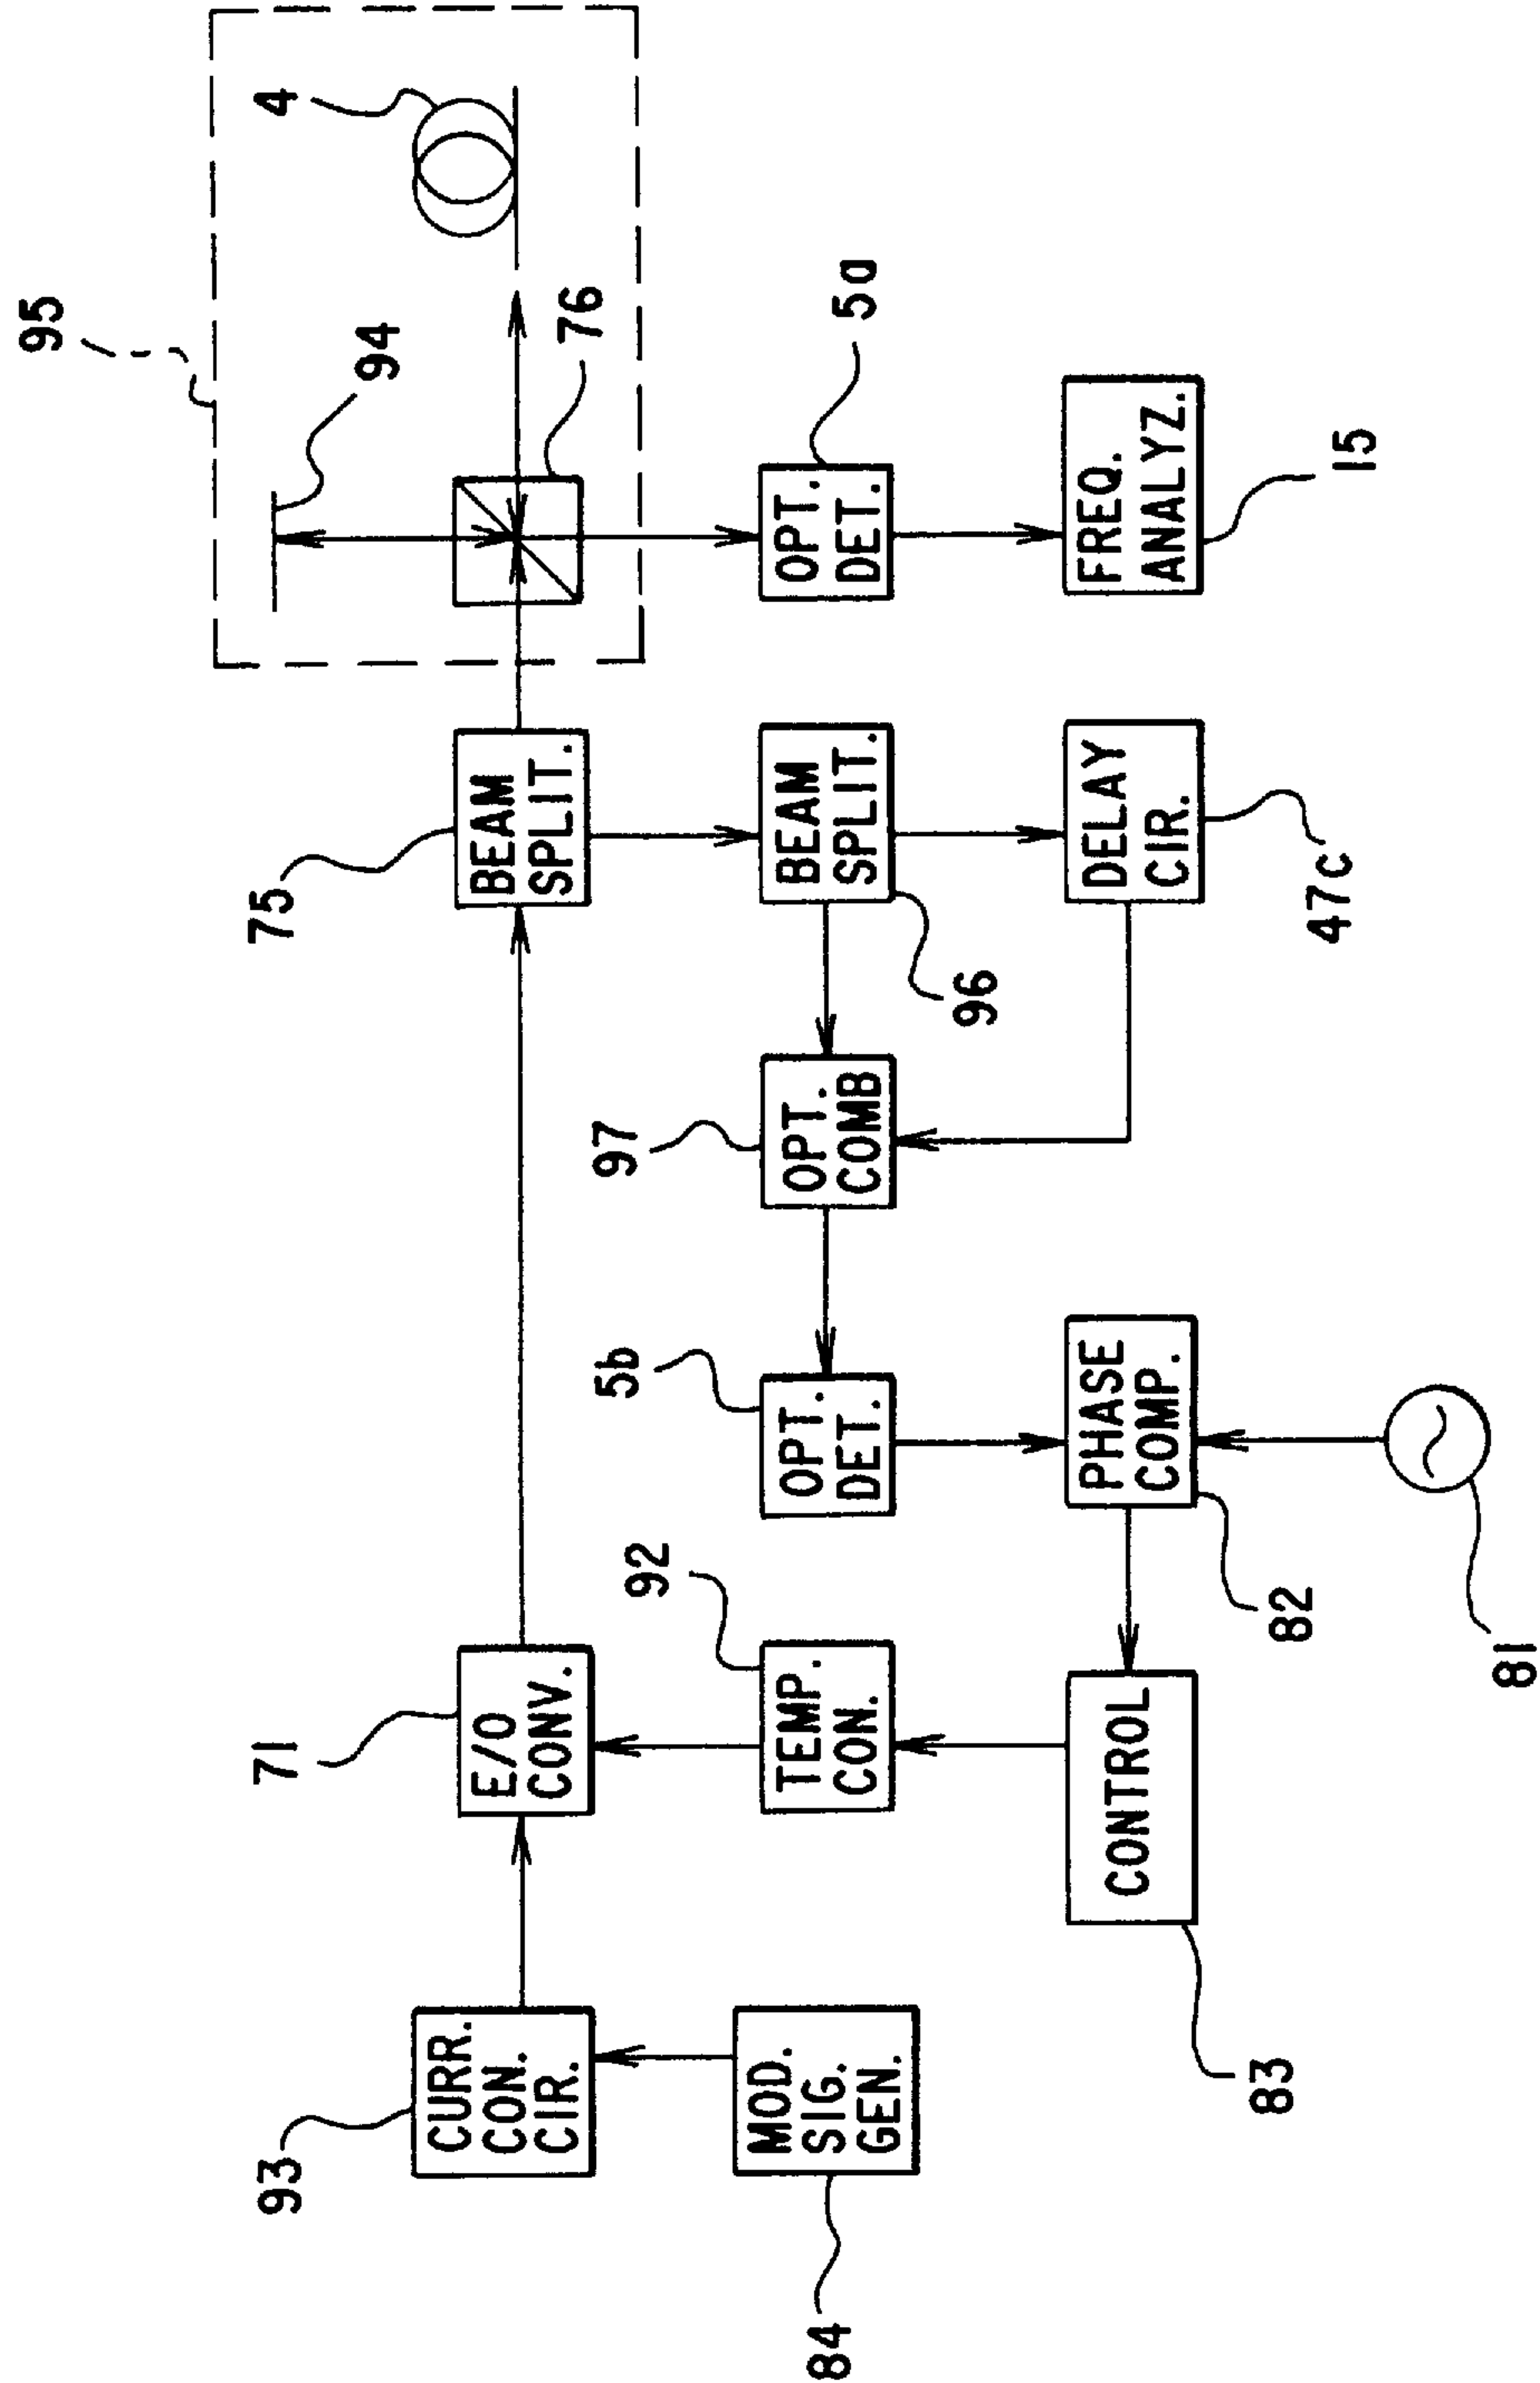 95
94
4
93
CURR.
CON.
CIR.
71
E/O
CONV.
75
BEAM
SPLIT.
76
84
MOD.
SIG.
GEN.
92
TEMP.
CON.
5b
OPT.
DET.
97
OPT.
COMB
96
BEAM
SPLIT.
5a
OPT.
DET.
83
CONTROL
82
PHASE
COMP.
81
47c
DELAY
CIR.
15
FREQ.
ANALYZ.